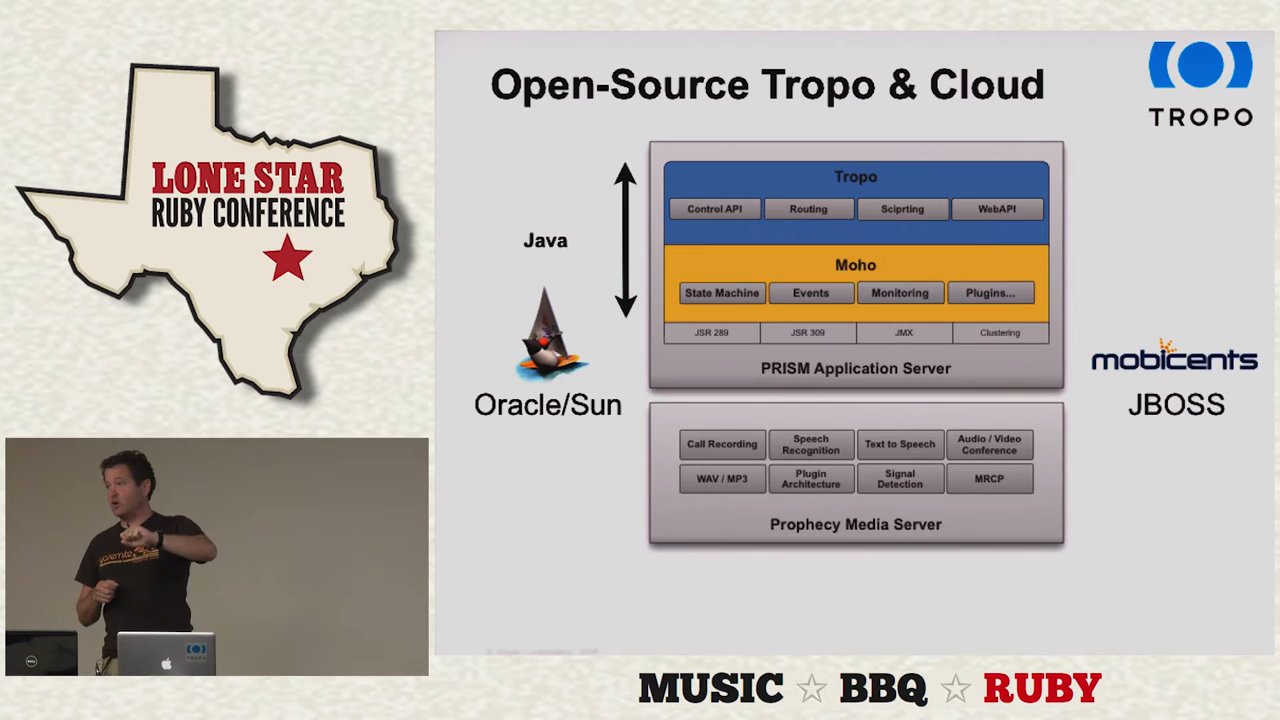 LONE STAR
RUBY CONFERENCE
Open-Source Tropo & Cloud
TROPO
Java
Oracle/Sun
Tropo
Control API
Routing
Sciprting
WebAPI
Moho
State Machine
Events
Monitoring
Plugins...
JSR 289
JSR 309
JMX
Clustering
PRISM Application Server
mobicents
JBOSS
Call Recording
Speech
Recognition
Text to Speech
Audio / Video
Conference
WAV / MP3
Plugin
Architecture
Signal
Detection
MRCP
Prophecy Media Server
yosemite
DELL
TROPO
MUSIC ☆ BBQ ☆ RUBY